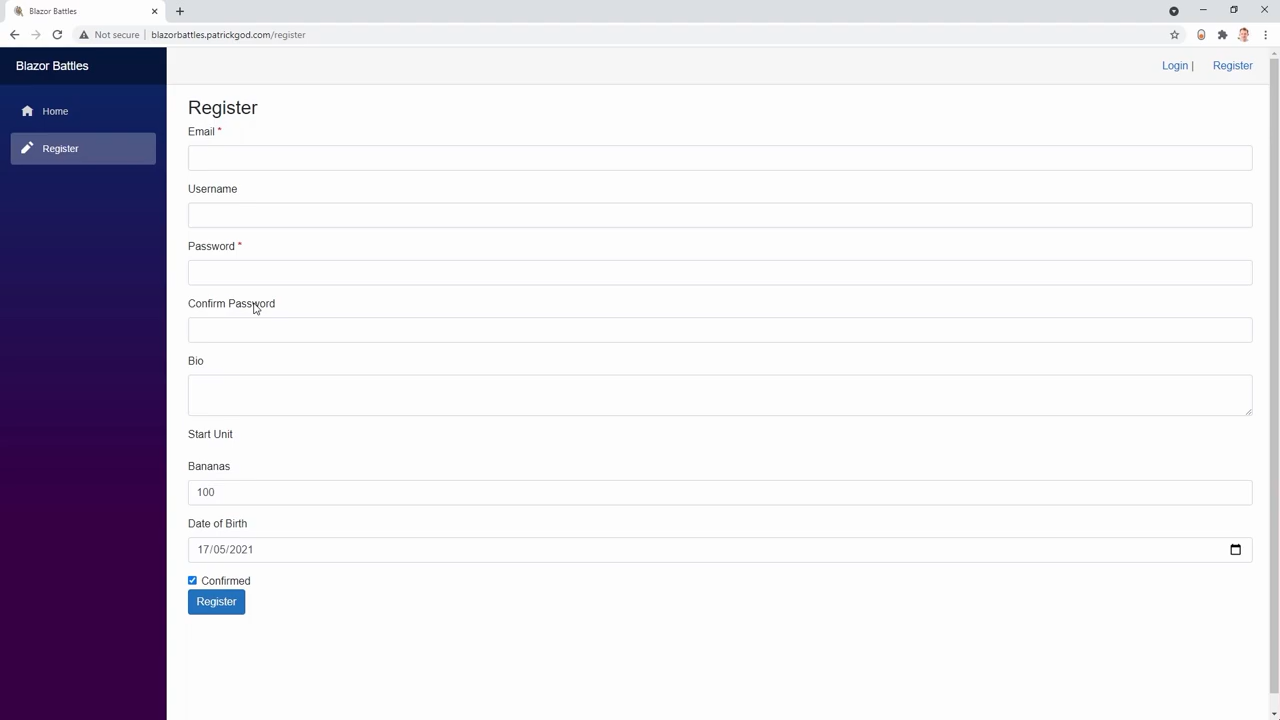 Blazor Battles
Not secure | blazorbattles.patrickgod.com/register
Blazor Battles
Login | Register
Home
Register
Register
Email *
Username
Password *
Confirm Password
Bio
Start Unit
Bananas
100
Date of Birth
17/05/2021
Confirmed
Register